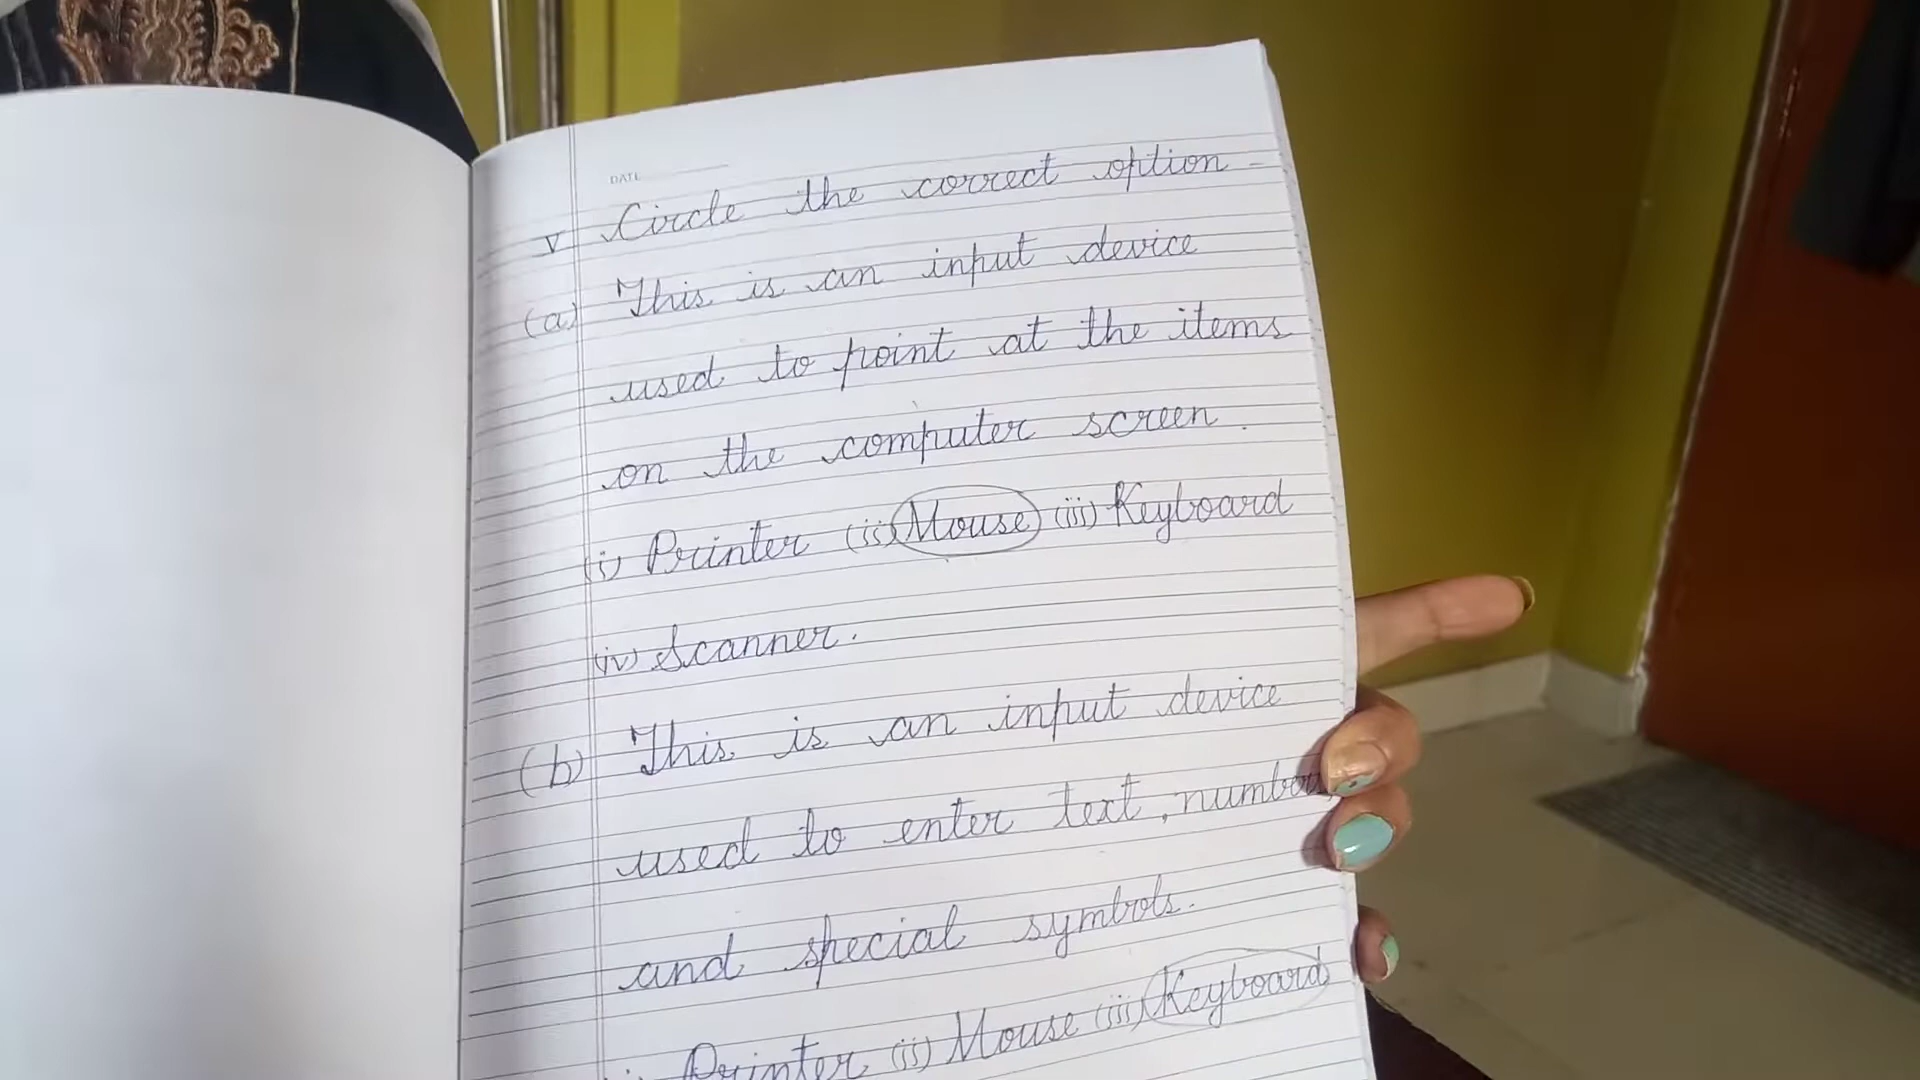 DATE
V Circle the correct option -
(a) This is an input device
used to point at the items
on the computer screen.
(i) Printer (ii) Mouse (iii) Keyboard
(iv) Scanner.
(b) This is an input device
used to enter text, number
and special symbols.
Printer (ii) Mouse (iii) Keyboard